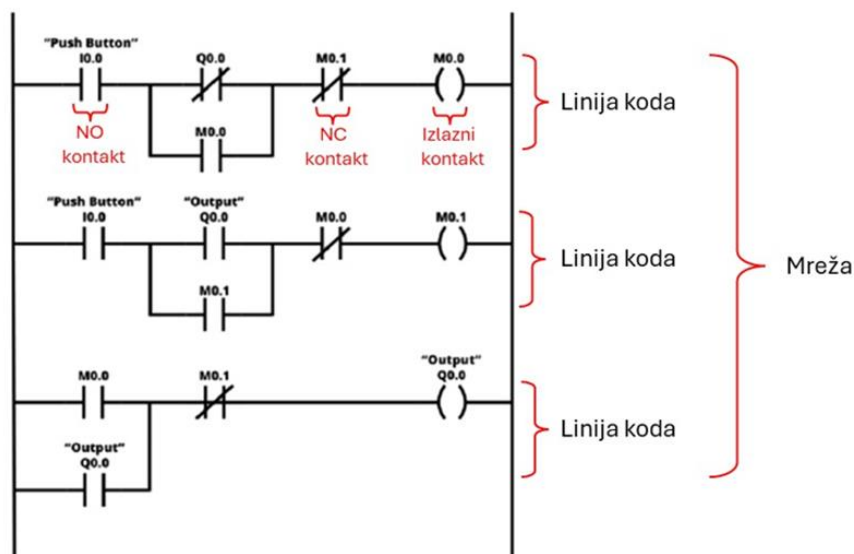 “Push Button”
I0.0
Q0.0
M0.1
M0.0
Linija koda
NO
kontakt
M0.0
NC
kontakt
Izlazni
kontakt
“Push Button”
I0.0
“Output”
Q0.0
M0.0
M0.1
Linija koda
Mreža
M0.1
M0.0
M0.1
“Output”
Q0.0
Linija koda
“Output”
Q0.0